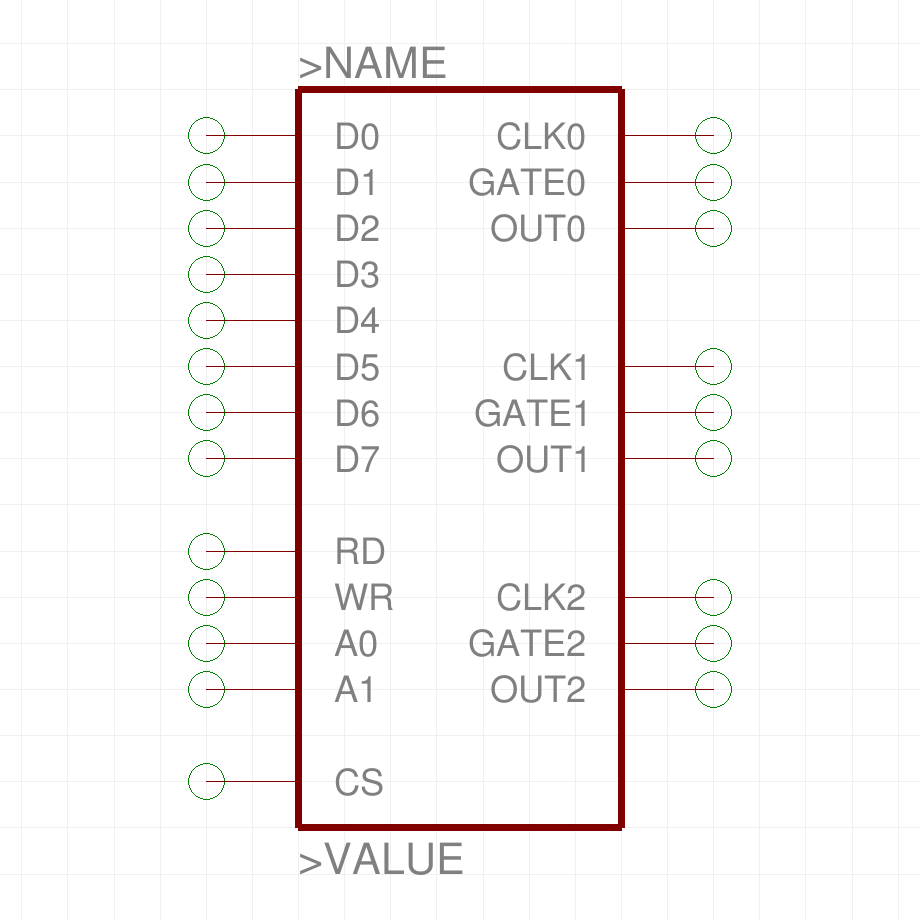 >NAME
D0 CLK0
D1 GATE0
D2 OUT0
D3
D4
D5 CLK1
D6 GATE1
D7 OUT1
RD
WR CLK2
A0 GATE2
A1 OUT2
CS
>VALUE